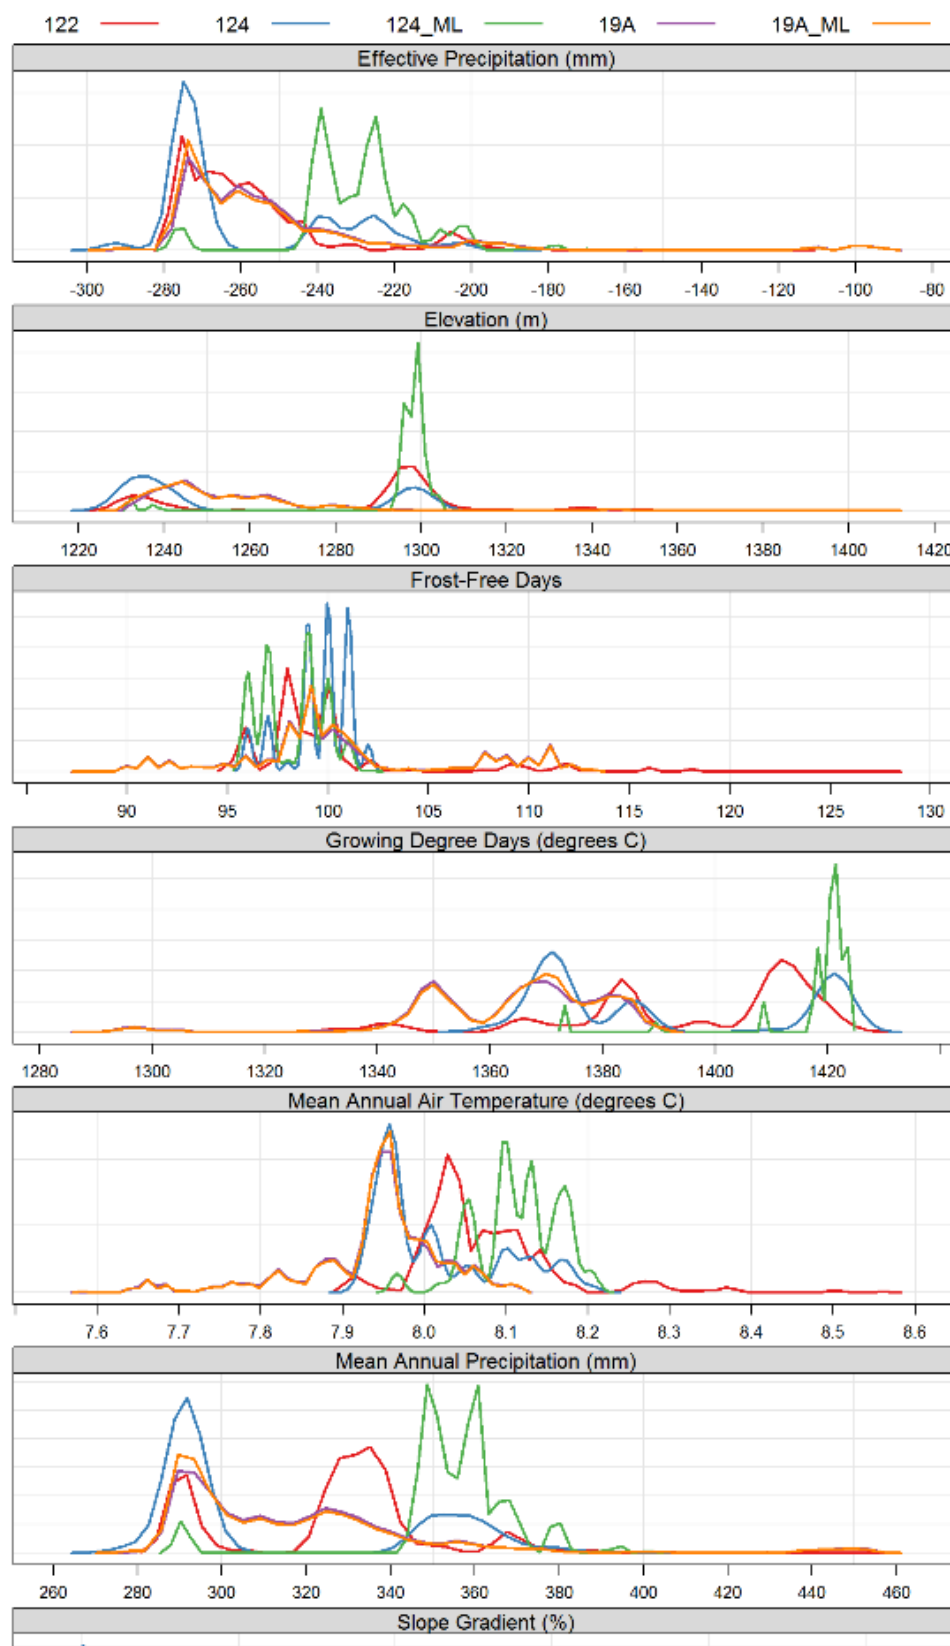 122 124 124_ML 19A 19A_ML
Effective Precipitation (mm)
-300 -280 -260 -240 -220 -200 -180 -160 -140 -120 -100 -80
Elevation (m)
1220 1240 1260 1280 1300 1320 1340 1360 1380 1400 1420
Frost-Free Days
90 95 100 105 110 115 120 125 130
Growing Degree Days (degrees C)
1280 1300 1320 1340 1360 1380 1400 1420
Mean Annual Air Temperature (degrees C)
7.6 7.7 7.8 7.9 8.0 8.1 8.2 8.3 8.4 8.5 8.6
Mean Annual Precipitation (mm)
260 280 300 320 340 360 380 400 420 440 460
Slope Gradient (%)